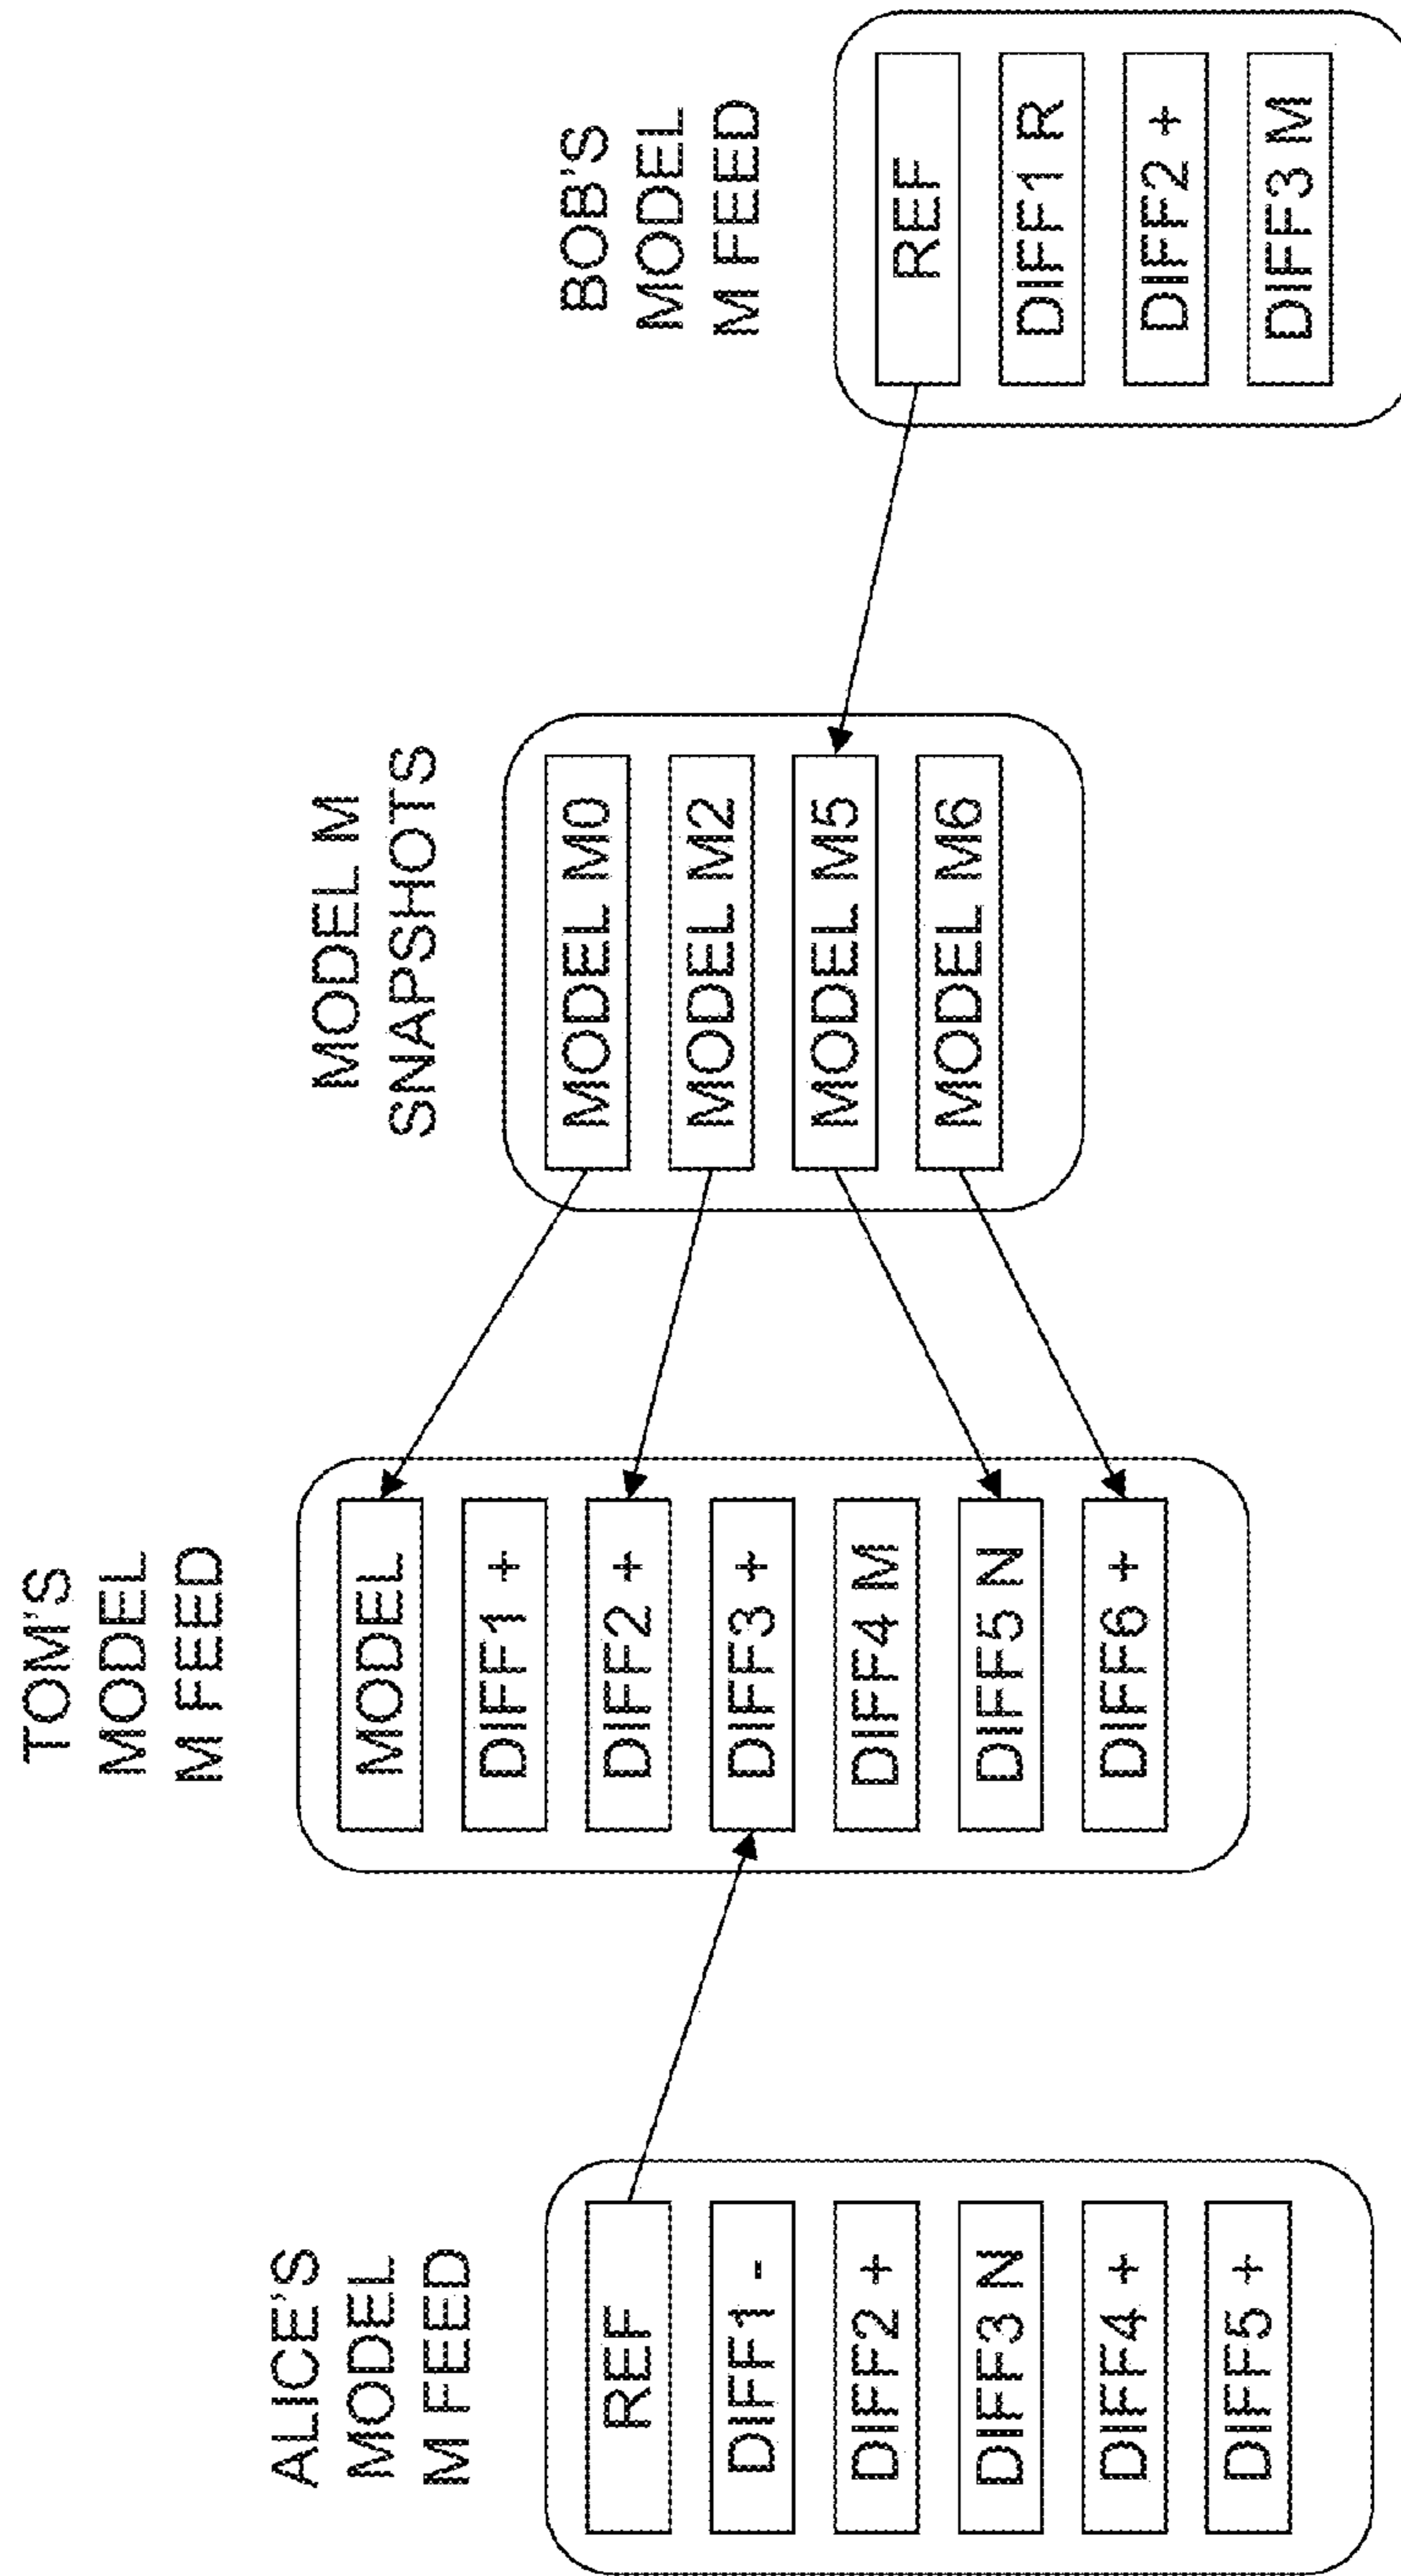 ALICE'S
MODEL
M FEED
REF
DIFF1 -
DIFF2 +
DIFF3 N
DIFF4 +
DIFF5 +
TOM'S
MODEL
M FEED
MODEL
DIFF1 +
DIFF2 +
DIFF3 +
DIFF4 M
DIFF5 N
DIFF6 +
MODEL M
SNAPSHOTS
MODEL M0
MODEL M2
MODEL M5
MODEL M6
BOB'S
MODEL
M FEED
REF
DIFF1 R
DIFF2 +
DIFF3 M